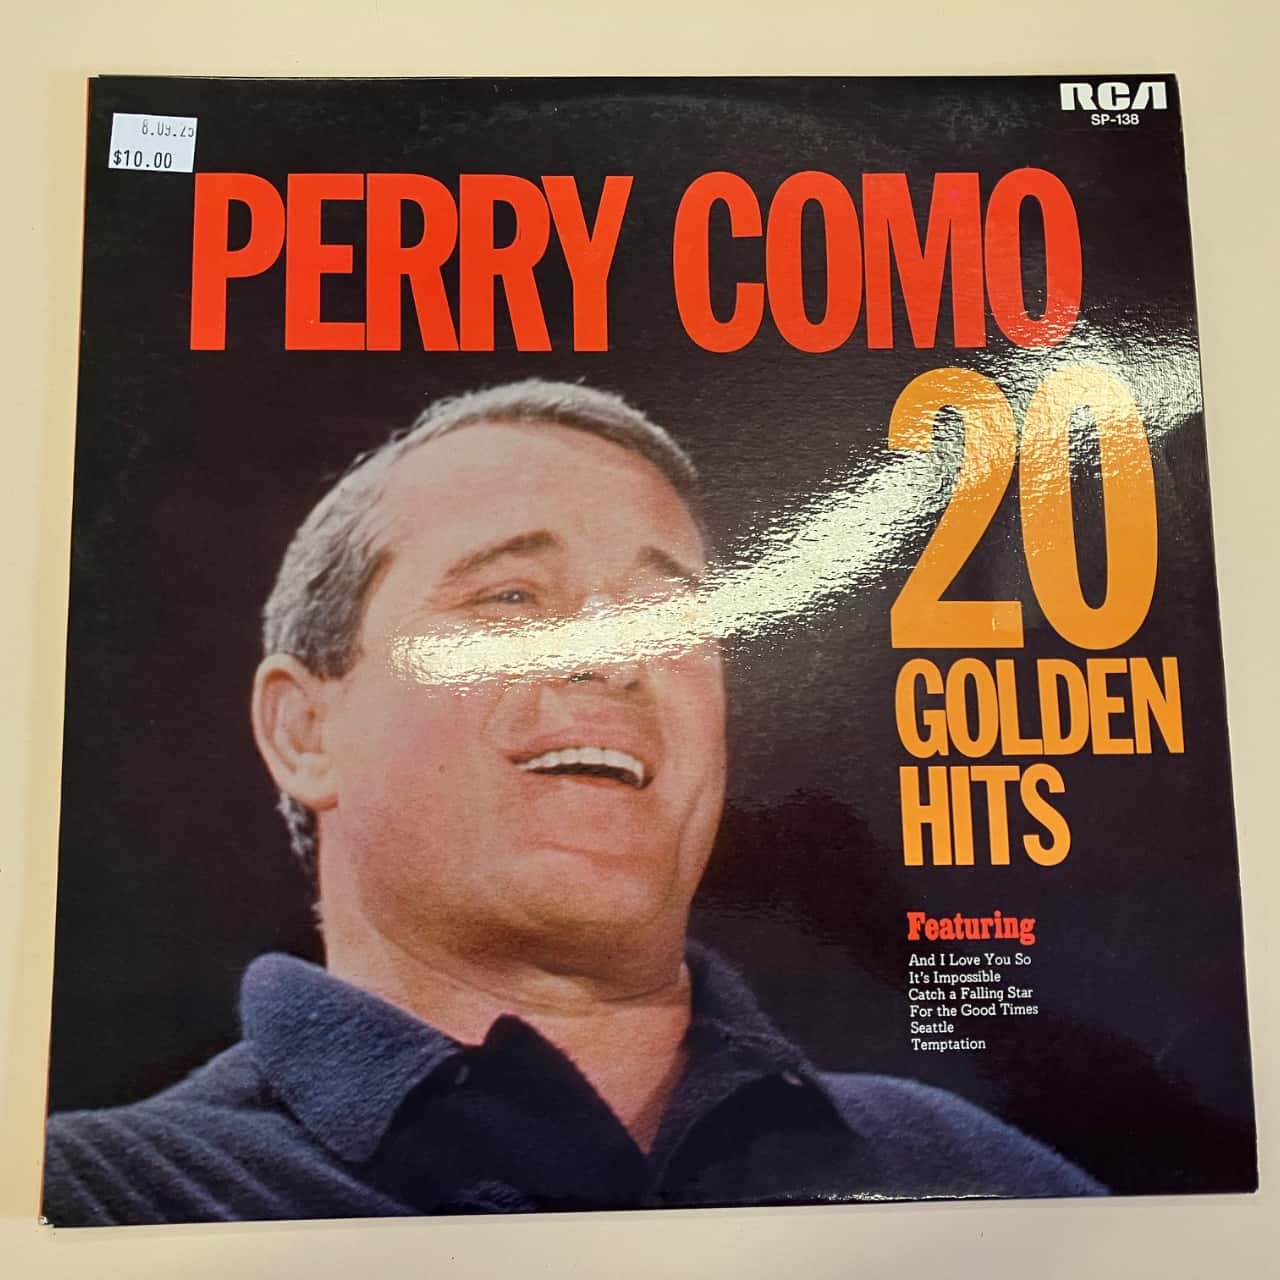 RCA
SP-138
8.09.25
$10.00
PERRY COMO
20
GOLDEN
HITS
Featuring
And I Love You So
It's Impossible
Catch a Falling Star
For the Good Times
Seattle
Temptation